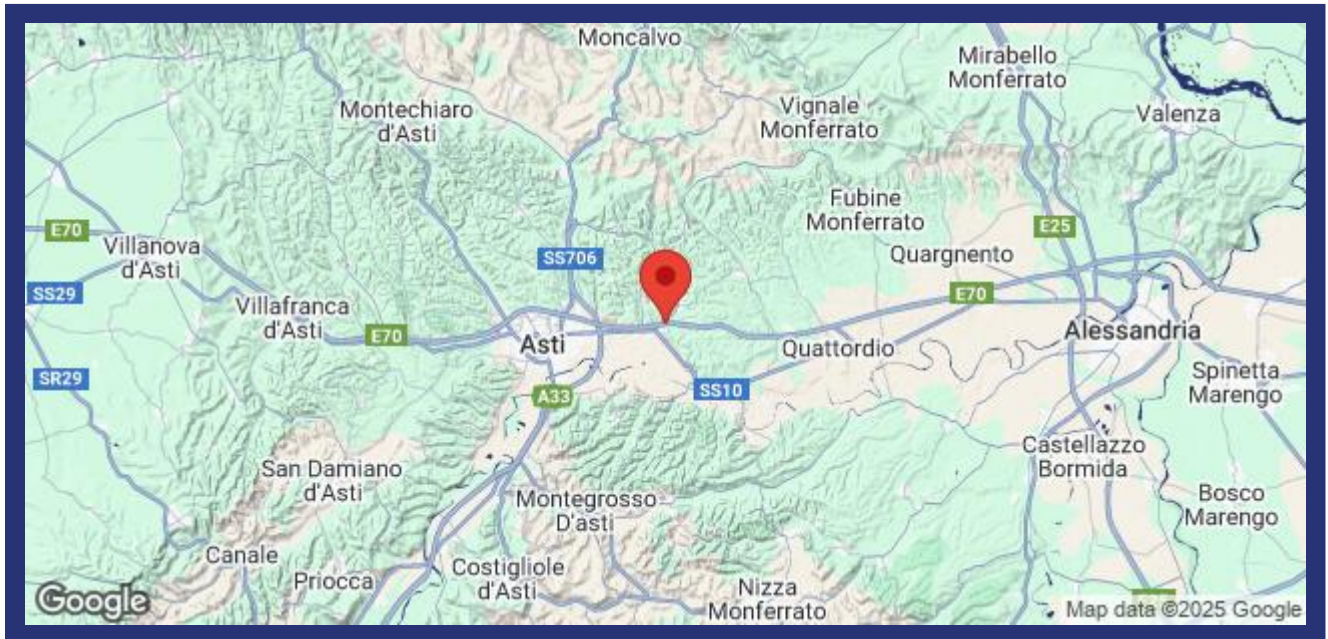 Moncalvo
Mirabello
Monferrato
Montechiaro
d'Asti
Vignale
Monferrato
Valenza
Fubine
Monferrato
E70
Villanova
d'Asti
SS706
E25
Quargnento
SS29
Villafranca
d'Asti
E70
E70
Asti
Quattordio
Alessandria
SR29
A33
SS10
Spinetta
Marengo
San Damiano
d'Asti
Castellazzo
Bormida
Montegrosso
D'asti
Bosco
Marengo
Canale
Priocca
Costigliole
d'Asti
Nizza
Monferrato
Google
Map data ©2025 Google